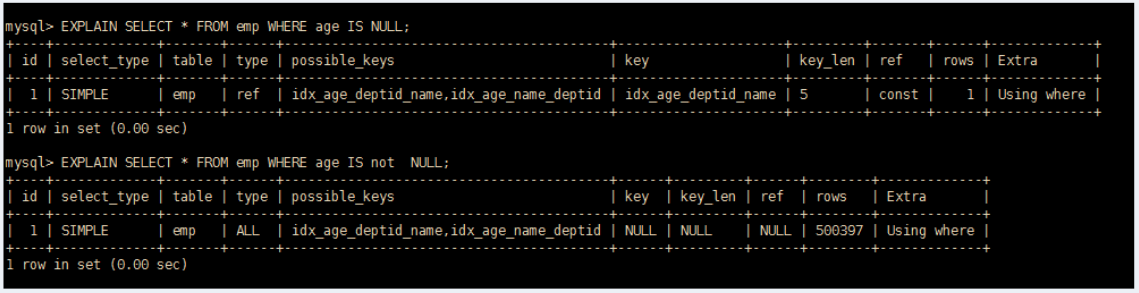 mysql> EXPLAIN SELECT * FROM emp WHERE age IS NULL;
| id | select_type | table | type | possible_keys | key | key_len | ref | rows | Extra |
| 1 | SIMPLE | emp | ref | idx_age_deptid_name,idx_age_name_deptid | idx_age_deptid_name | 5 | const | 1 | Using where |
1 row in set (0.00 sec)
mysql> EXPLAIN SELECT * FROM emp WHERE age IS not  NULL;
| id | select_type | table | type | possible_keys | key | key_len | ref | rows | Extra |
| 1 | SIMPLE | emp | ALL | idx_age_deptid_name,idx_age_name_deptid | NULL | NULL | NULL | 500397 | Using where |
1 row in set (0.00 sec)